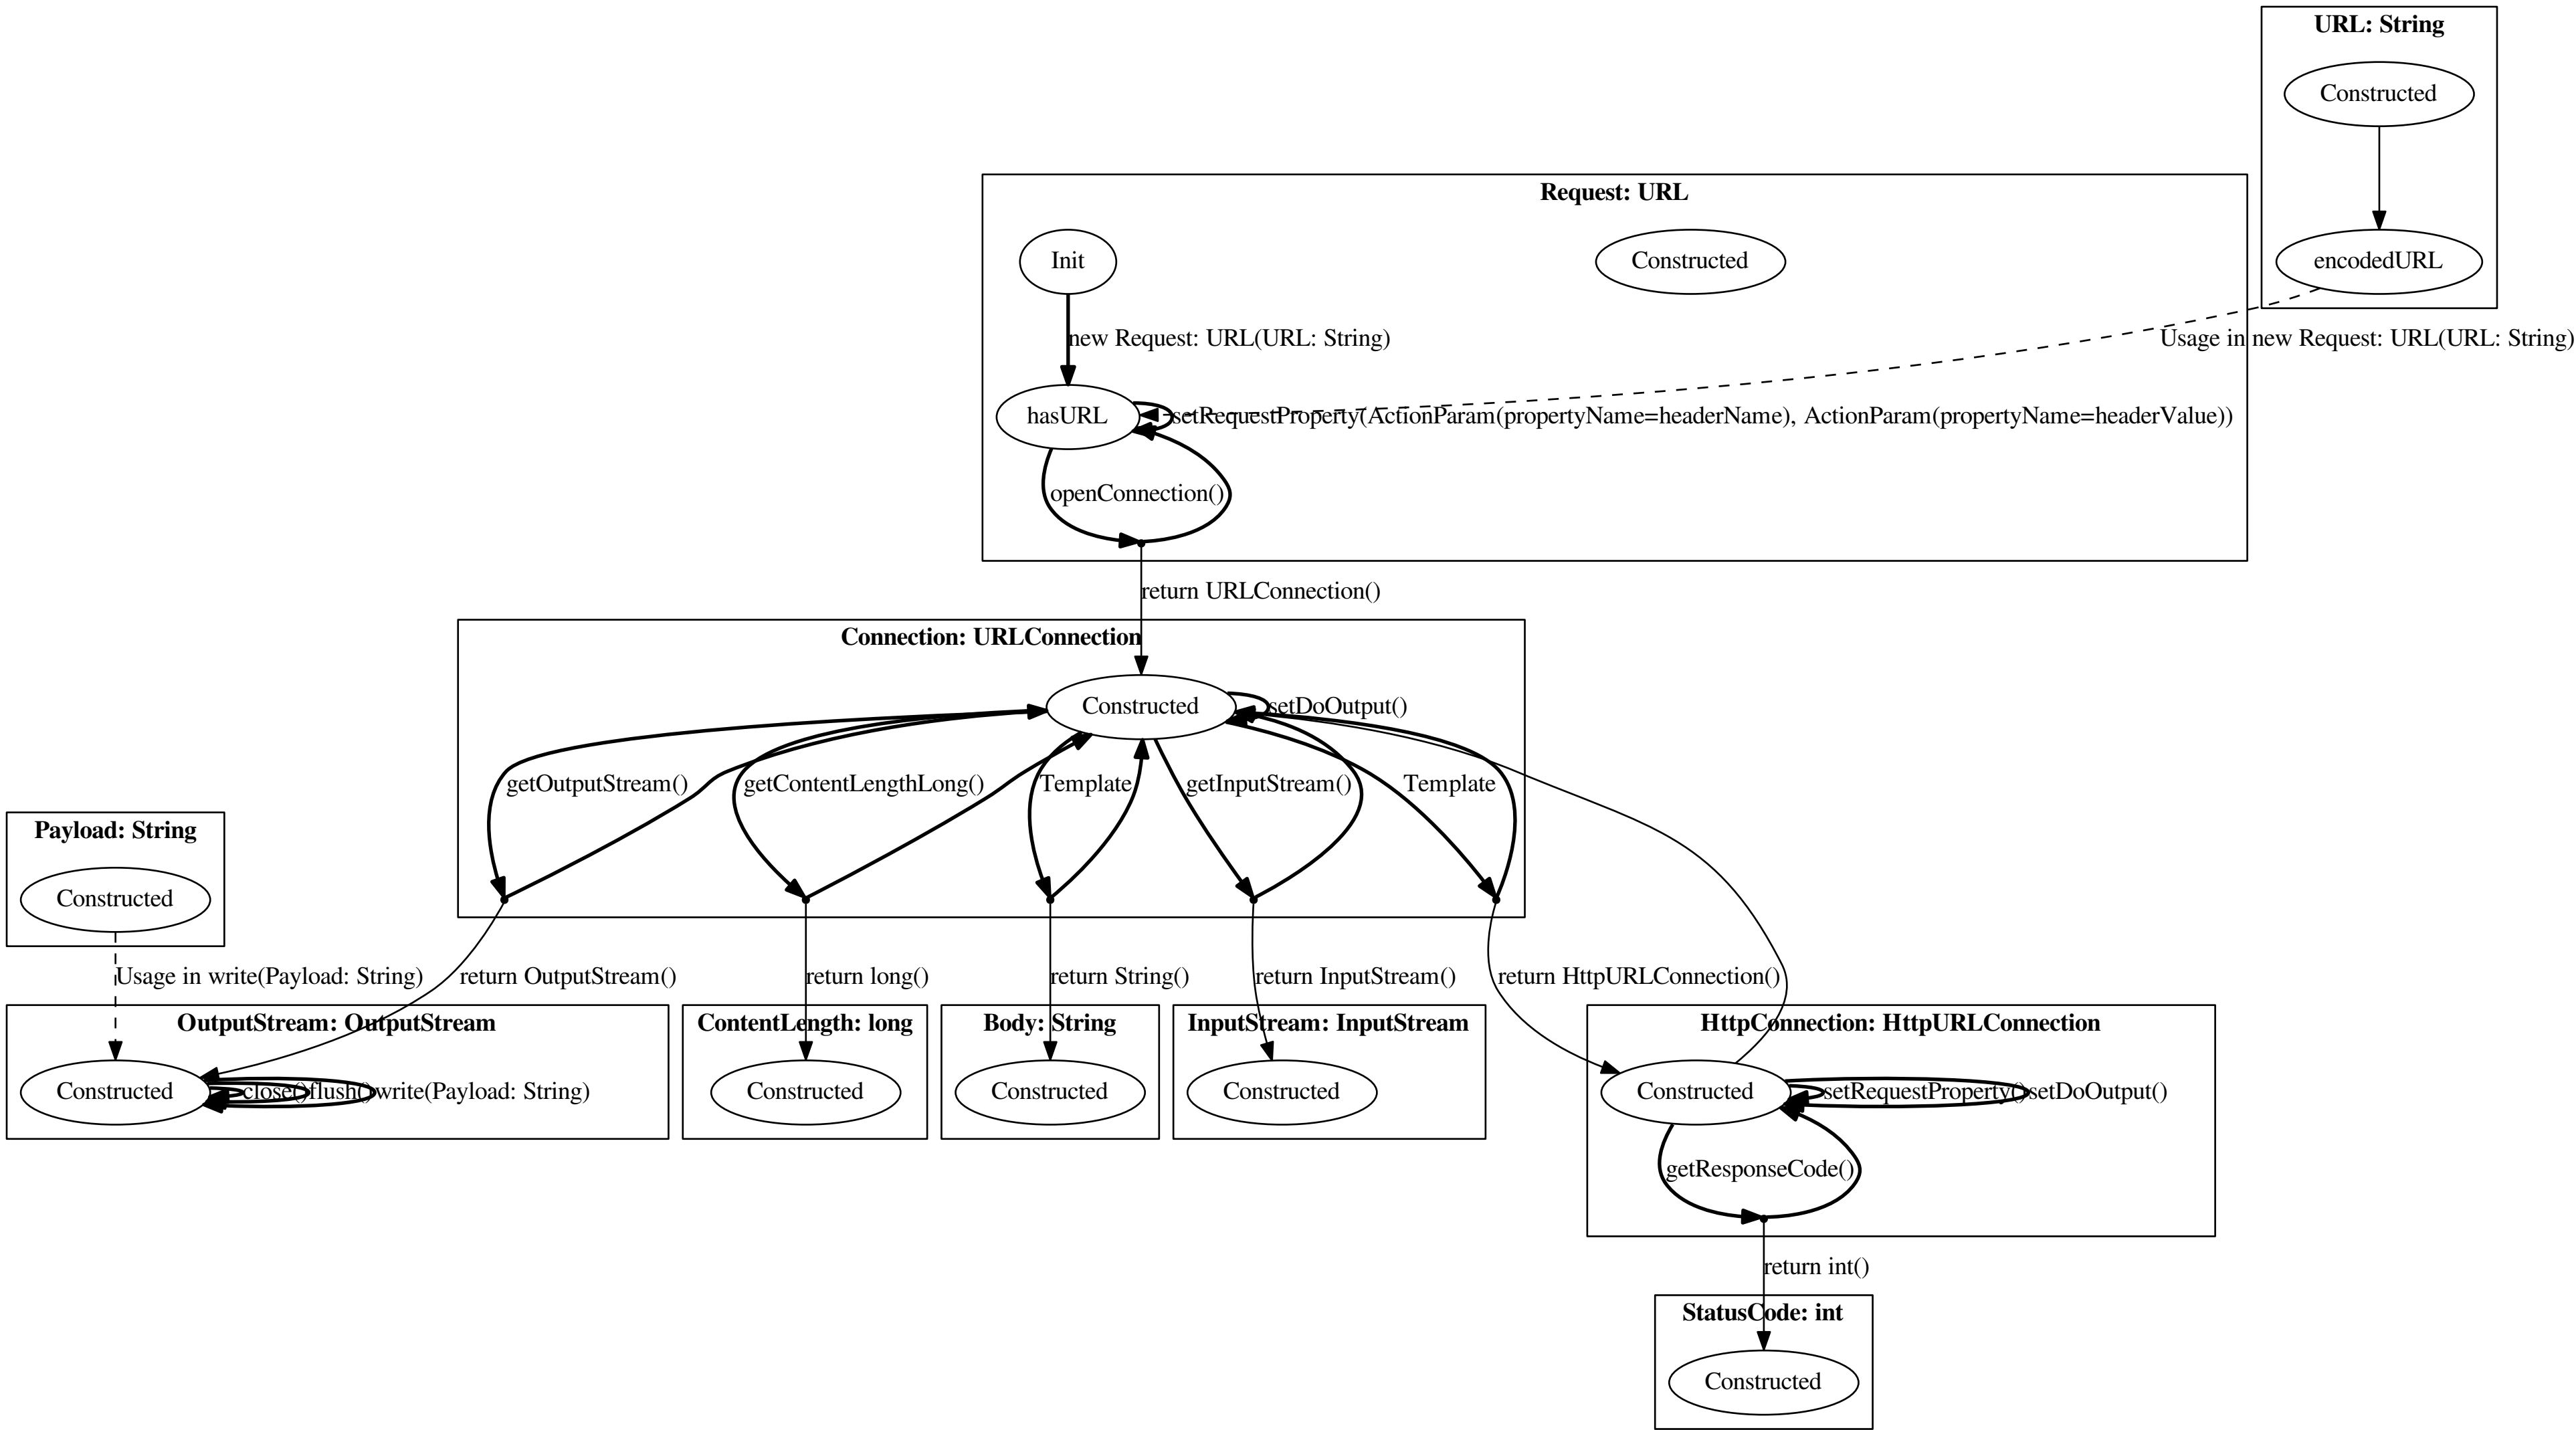 URL: String
Constructed
Request: URL
Init
Constructed
encodedURL
new Request: URL(URL: String)
Usage in new Request: URL(URL: String)
hasURL
setRequestProperty(ActionParam(propertyName=headerName), ActionParam(propertyName=headerValue))
openConnection()
return URLConnection()
Connection: URLConnection
Constructed
setDoOutput()
getOutputStream()
getContentLengthLong()
Template
getInputStream()
Template
Payload: String
Constructed
Usage in write(Payload: String)
return OutputStream()
return long()
return String()
return InputStream()
return HttpURLConnection()
OutputStream: OutputStream
ContentLength: long
Body: String
InputStream: InputStream
HttpConnection: HttpURLConnection
Constructed
close()
flush()
write(Payload: String)
Constructed
Constructed
Constructed
Constructed
setRequestProperty()
setDoOutput()
getResponseCode()
return int()
StatusCode: int
Constructed